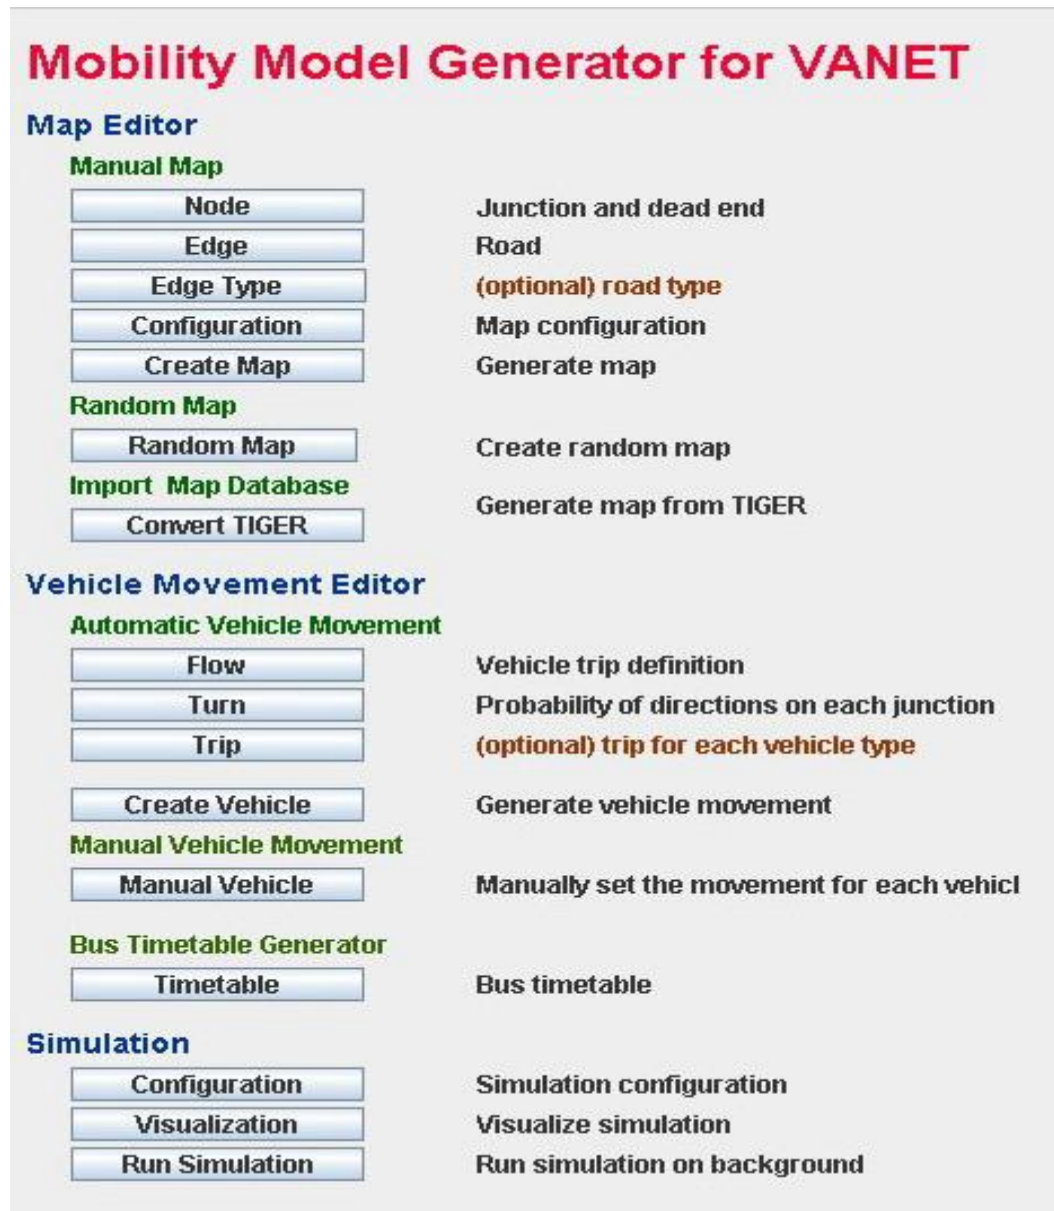 Mobility Model Generator for VANET
Map Editor
Manual Map
Node Junction and dead end
Edge Road
Edge Type (optional) road type
Configuration Map configuration
Create Map Generate map
Random Map
Random Map Create random map
Import Map Database
Generate map from TIGER
Convert TIGER
Vehicle Movement Editor
Automatic Vehicle Movement
Flow Vehicle trip definition
Turn Probability of directions on each junction
Trip (optional) trip for each vehicle type
Create Vehicle Generate vehicle movement
Manual Vehicle Movement
Manual Vehicle Manually set the movement for each vehicl
Bus Timetable Generator
Timetable Bus timetable
Simulation
Configuration Simulation configuration
Visualization Visualize simulation
Run Simulation Run simulation on background